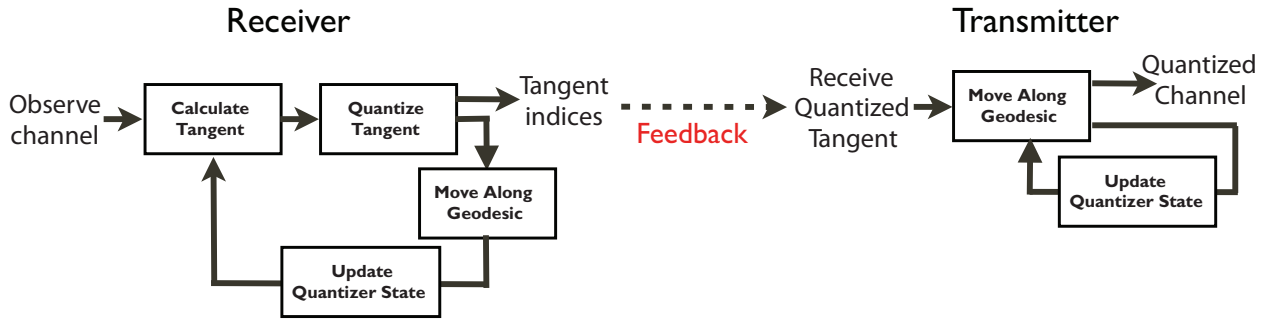 Receiver
Transmitter
Observe
channel
Calculate
Tangent
Quantize
Tangent
Tangent
indices
Move Along
Geodesic
Update
Quantizer State
Feedback
Receive
Quantized
Tangent
Move Along
Geodesic
Quantized
Channel
Update
Quantizer State